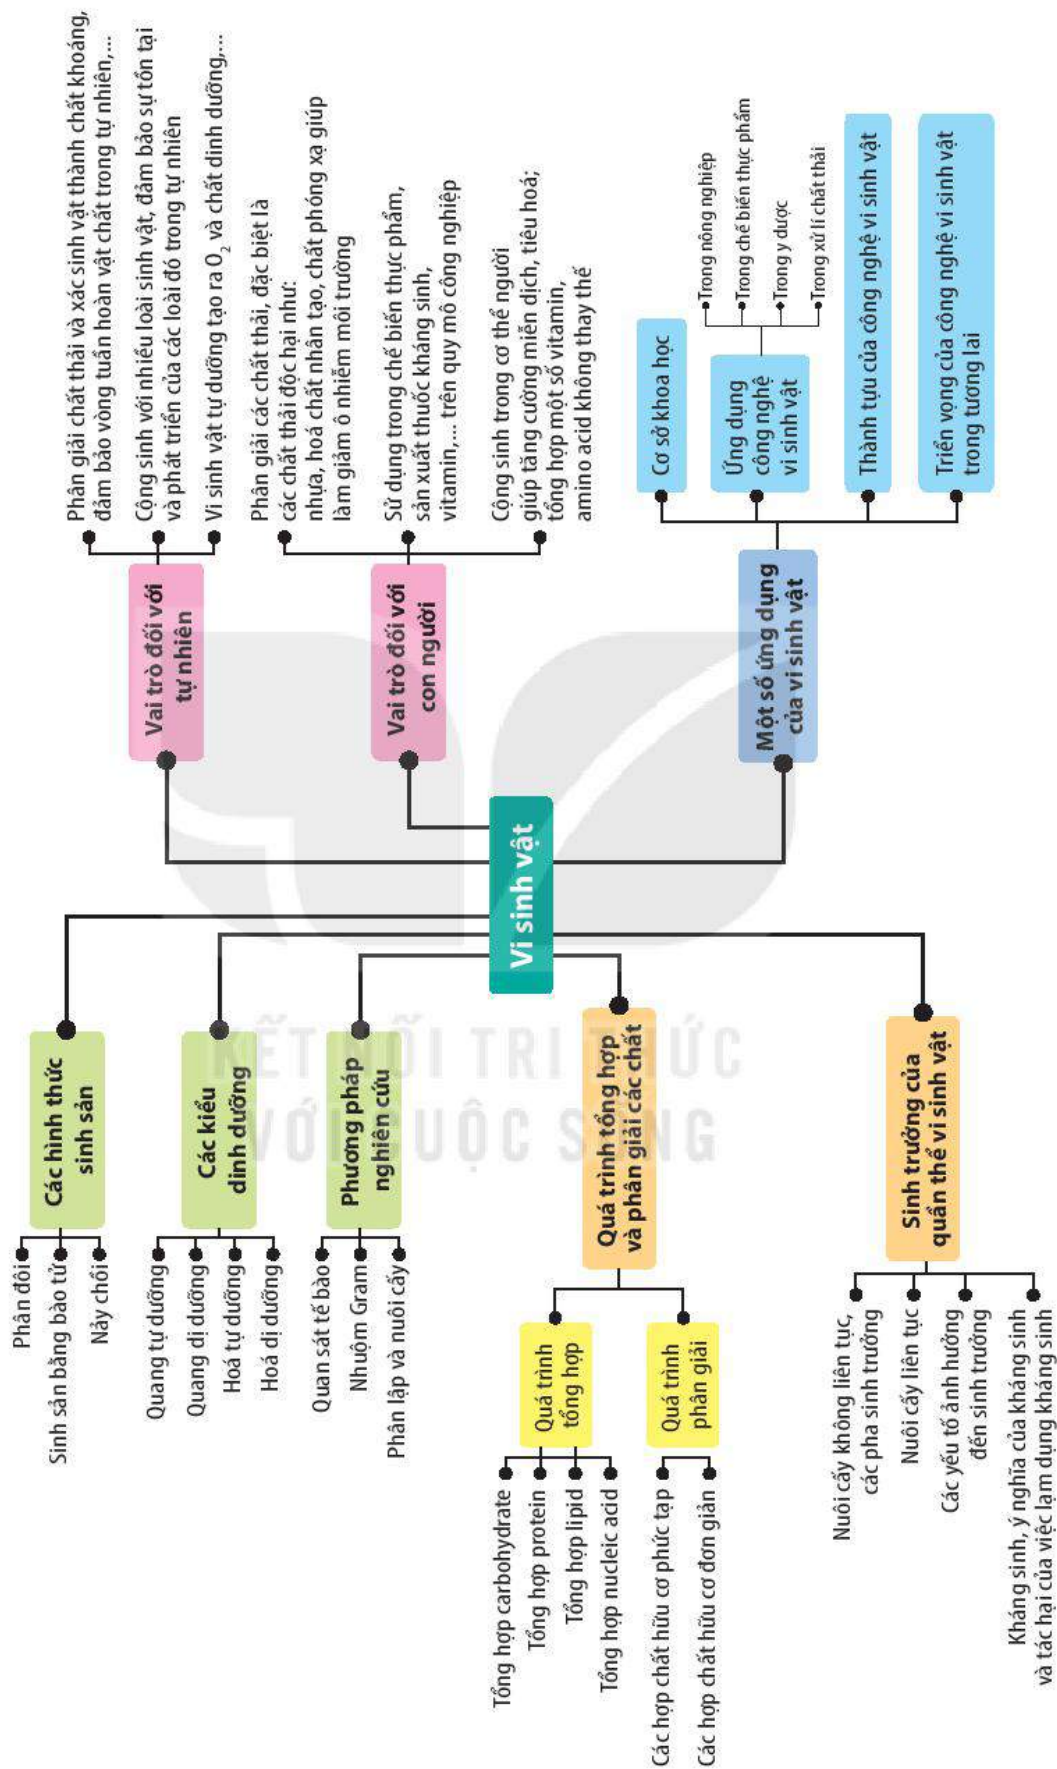 Vi sinh vật
Các hình thức
sinh sản
Phân đôi
Sinh sản bằng bào tử
Nảy chồi
Các kiểu
dinh dưỡng
Quang tự dưỡng
Quang dị dưỡng
Hoá tự dưỡng
Hoá dị dưỡng
Phương pháp
nghiên cứu
Quan sát tế bào
Nhuộm Gram
Phân lập và nuôi cấy
Quá trình tổng hợp
và phân giải các chất
Quá trình
tổng hợp
Tổng hợp carbohydrate
Tổng hợp protein
Tổng hợp lipid
Tổng hợp nucleic acid
Quá trình
phân giải
Các hợp chất hữu cơ phức tạp
Các hợp chất hữu cơ đơn giản
Sinh trưởng của
quần thể vi sinh vật
Nuôi cấy không liên tục,
các pha sinh trưởng
Nuôi cấy liên tục
Các yếu tố ảnh hưởng
đến sinh trưởng
Kháng sinh, ý nghĩa của kháng sinh
và tác hại của việc lạm dụng kháng sinh
Vai trò đối với
tự nhiên
Phân giải chất thải và xác sinh vật thành chất khoáng,
đảm bảo vòng tuần hoàn vật chất trong tự nhiên,...
Cộng sinh với nhiều loài sinh vật, đảm bảo sự tồn tại
và phát triển của các loài đó trong tự nhiên
Vi sinh vật tự dưỡng tạo ra O₂ và chất dinh dưỡng,...
Vai trò đối với
con người
Phân giải các chất thải, đặc biệt là
các chất thải độc hại như:
nhựa, hoá chất nhân tạo, chất phóng xạ giúp
làm giảm ô nhiễm môi trường
Sử dụng trong chế biến thực phẩm,
sản xuất thuốc kháng sinh,
vitamin,... trên quy mô công nghiệp
Cộng sinh trong cơ thể người
giúp tăng cường miễn dịch, tiêu hoá;
tổng hợp một số vitamin,
amino acid không thay thế
Một số ứng dụng
của vi sinh vật
Cơ sở khoa học
Ứng dụng
công nghệ
vi sinh vật
Trong nông nghiệp
Trong chế biến thực phẩm
Trong y dược
Trong xử lí chất thải
Thành tựu của công nghệ vi sinh vật
Triển vọng của công nghệ vi sinh vật
trong tương lai
KẾT NỐI TRI THỨC
VỚI CUỘC SỐNG